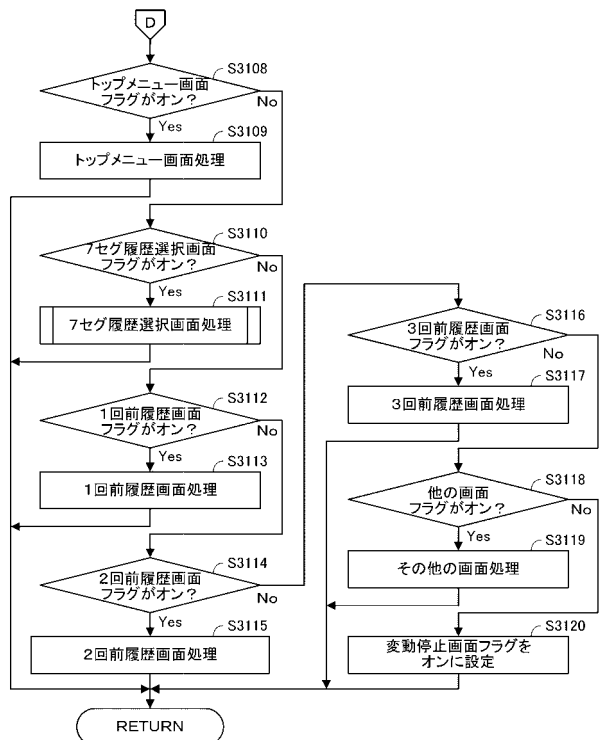 D
S3108
トップメニュー画面
フラグがオン？
No
Yes
S3109
トップメニュー画面処理
S3110
7セグ履歴選択画面
フラグがオン？
No
Yes
S3111
7セグ履歴選択画面処理
S3112
1回前履歴画面
フラグがオン？
No
Yes
S3113
1回前履歴画面処理
S3114
2回前履歴画面
フラグがオン？
No
Yes
S3115
2回前履歴画面処理
RETURN
S3116
3回前履歴画面
フラグがオン？
No
Yes
S3117
3回前履歴画面処理
S3118
他の画面
フラグがオン？
No
Yes
S3119
その他の画面処理
S3120
変動停止画面フラグを
オンに設定